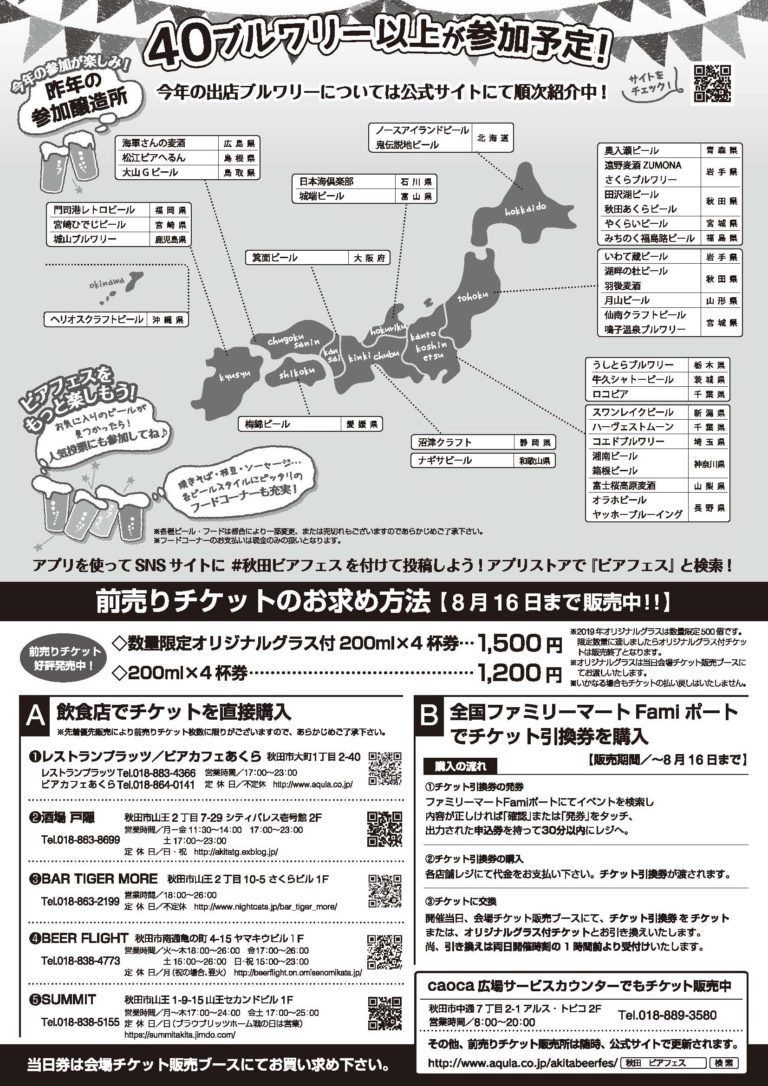 40ブルワリー以上が参加予定!
今年の参加が楽しみ!
昨年の
参加醸造所
今年の出店ブルワリーについては公式サイトにて順次紹介中!
サイトを
チェック!
海軍さんの麦酒 広島県
松江ビアへるん 島根県
大山Gビール 鳥取県
ノースアイランドビール
鬼伝説地ビール
北海道
日本海倶楽部 石川県
城端ビール 富山県
奥入瀬ビール 青森県
遠野麦酒ZUMONA
さくらブルワリー
岩手県
田沢湖ビール
秋田あくらビール
秋田県
やくらいビール 宮城県
みちのく福島路ビール 福島県
門司港レトロビール 福岡県
宮崎ひでじビール 宮崎県
城山ブルワリー 鹿児島県
箕面ビール 大阪府
いわて蔵ビール 岩手県
湖畔の杜ビール
羽後麦酒
秋田県
月山ビール 山形県
仙南クラフトビール
鳴子温泉ブルワリー
宮城県
okinawa
ヘリオスクラフトビール 沖縄県
hokkaido
tohoku
hokuriku
kanto
koshin
etsu
chugoku
sanin
kan
sai
kinki chubu
kyusyu
shikoku
うしとらブルワリー 栃木県
牛久シャトービール 茨城県
ロコビア 千葉県
スワンレイクビール 新潟県
ハーヴェストムーン 千葉県
コエドブルワリー 埼玉県
湘南ビール
箱根ビール
神奈川県
富士桜高原麦酒 山梨県
オラホビール
ヤッホーブルーイング
長野県
梅錦ビール 愛媛県
沼津クラフト 静岡県
ナギサビール 和歌山県
ビアフェスを
もっと楽しもう!
お気に入りのビールが
見つかったら!
人気投票にも参加してね♪
焼きそば・枝豆・ソーセージ…
各ビールスタイルにピッタリの
フードコーナーも充実!
※各種ビール・フードは都合により一部変更、または売切れもございますのであらかじめご了承下さい。
※フードコーナーのお支払いは現金のみの扱いとなります。
アプリを使ってSNSサイトに #秋田ビアフェス を付けて投稿しよう!アプリストアで『ビアフェス』と検索!
前売りチケットのお求め方法【8月16日まで販売中!!】
前売りチケット
好評発売中!
◇数量限定オリジナルグラス付 200ml×4杯券… 1,500円
◇200ml×4杯券………………………………… 1,200円
※2019年オリジナルグラスは数量限定500個です。
限定数量に達しましたらオリジナルグラス付チケッ
トは販売終了となります。
※オリジナルグラスは当日会場チケット販売ブースに
てお渡しいたします。
※いかなる場合もチケットの払い戻しはいたしません。
A 飲食店でチケットを直接購入
※先着優先販売により前売りチケット枚数に限りがございますので、あらかじめご了承下さい。
❶レストランプラッツ/ビアカフェあくら 秋田市大町1丁目2-40
レストランプラッツ Tel.018-883-4366 営業時間/17:00~23:00
ビアカフェあくら Tel.018-864-0141 定休日/不定休 http://www.aqula.co.jp/
❷酒場 戸隠 秋田市山王2丁目7-29 シティパレス壱号館2F
Tel.018-863-8699
営業時間/月ー金 11:30~14:00 17:00~23:00
土 17:00~23:00
定休日/日・祝 http://akitatg.exblog.jp/
❸BAR TIGER MORE 秋田市山王2丁目10-5 さくらビル1F
Tel.018-863-2199
営業時間/18:00~26:00
定休日/不定休 http://www.nightcats.jp/bar_tiger_more/
❹BEER FLIGHT 秋田市南通亀の町4-15 ヤマキウビル1F
Tel.018-838-4773
営業時間/火~木18:00~26:00 金17:00~26:00
土 15:00~26:00 日・祝 15:00~23:00
定休日/月(祝の場合、翌火) http://beerflight.on.omisenomikata.jp/
❺SUMMIT 秋田市山王1-9-15 山王セカンドビル1F
Tel.018-838-5155
営業時間/月~木17:00~24:00 金土 17:00~25:00
定休日/日(ブラウブリッツホーム戦の日は営業)
https://summitakita.jimdo.com/
B 全国ファミリーマートFamiポート
でチケット引換券を購入
購入の流れ
【販売期間/~8月16日まで】
①チケット引換券の発券
ファミリーマートFamiポートにてイベントを検索し
内容が正しければ「確認」または「発券」をタッチ、
出力された申込券を持って30分以内にレジへ。
②チケット引換券の購入
各店舗レジにて代金をお支払い下さい。チケット引換券が渡されます。
③チケットに交換
開催当日、会場チケット販売ブースにて、チケット引換券 を チケット
または、オリジナルグラス付チケットとお引き換えいたします。
尚、引き換えは両日開催時刻の1時間前より受付けいたします。
caoca広場サービスカウンターでもチケット販売中
秋田市中通7丁目2-1 アルス・トピコ2F
営業時間/8:00~20:00
Tel.018-889-3580
その他、前売りチケット販売所は随時、公式サイトで更新されます。
http://www.aqula.co.jp/akitabeerfes/ 秋田 ビアフェス 検索
当日券は会場チケット販売ブースにてお買い求め下さい。